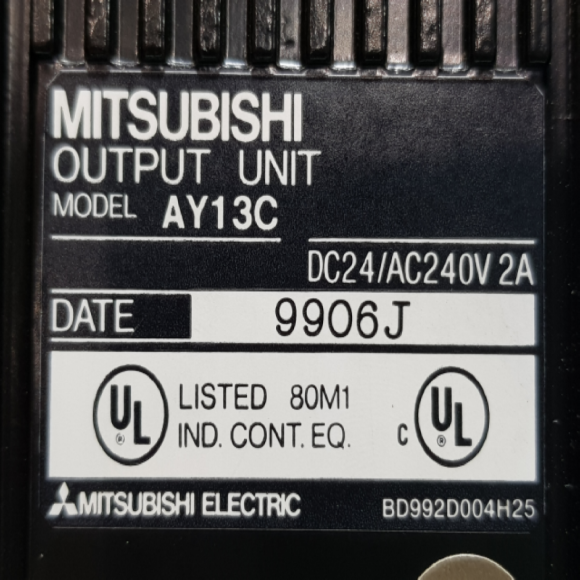 MITSUBISHI
OUTPUT UNIT
MODEL AY13C
DC24/AC240V 2A
DATE 9906J
UL LISTED 80M1 C UL
IND. CONT. EQ.
MITSUBISHI ELECTRIC BD992D004H25